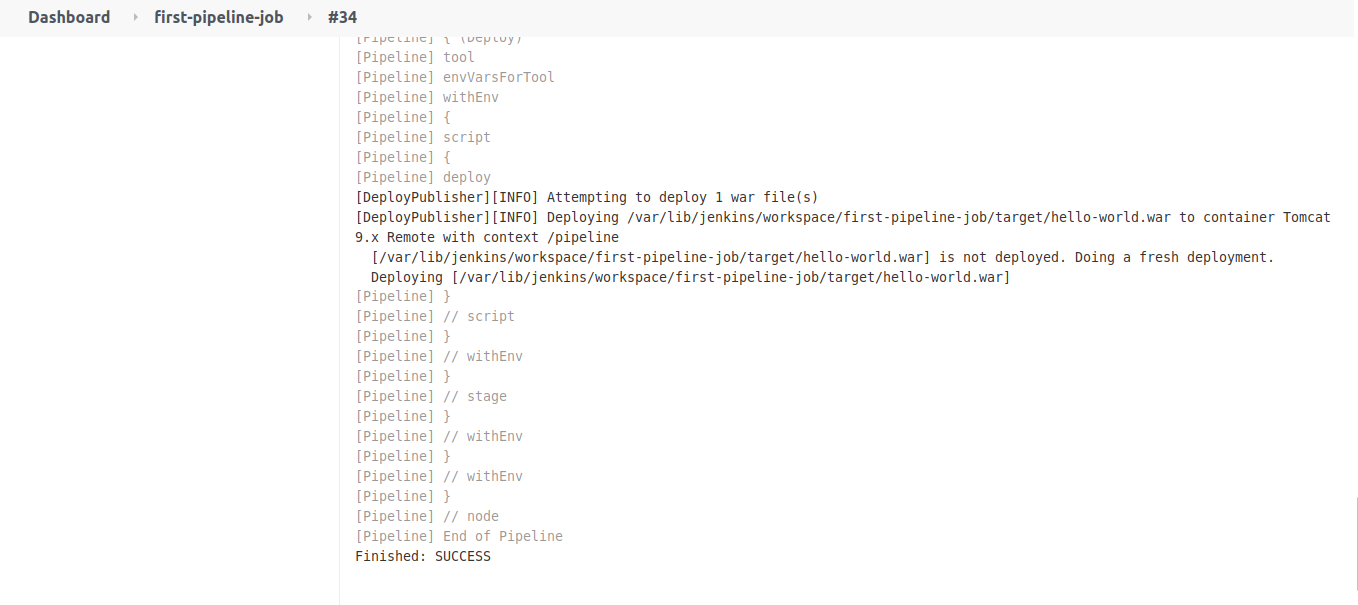 Dashboard first-pipeline-job #34
[Pipeline] { (Deploy)
[Pipeline] tool
[Pipeline] envVarsForTool
[Pipeline] withEnv
[Pipeline] {
[Pipeline] script
[Pipeline] {
[Pipeline] deploy
[DeployPublisher][INFO] Attempting to deploy 1 war file(s)
[DeployPublisher][INFO] Deploying /var/lib/jenkins/workspace/first-pipeline-job/target/hello-world.war to container Tomcat
9.x Remote with context /pipeline
[/var/lib/jenkins/workspace/first-pipeline-job/target/hello-world.war] is not deployed. Doing a fresh deployment.
Deploying [/var/lib/jenkins/workspace/first-pipeline-job/target/hello-world.war]
[Pipeline] }
[Pipeline] // script
[Pipeline] }
[Pipeline] // withEnv
[Pipeline] }
[Pipeline] // stage
[Pipeline] }
[Pipeline] // withEnv
[Pipeline] }
[Pipeline] // withEnv
[Pipeline] }
[Pipeline] // node
[Pipeline] End of Pipeline
Finished: SUCCESS